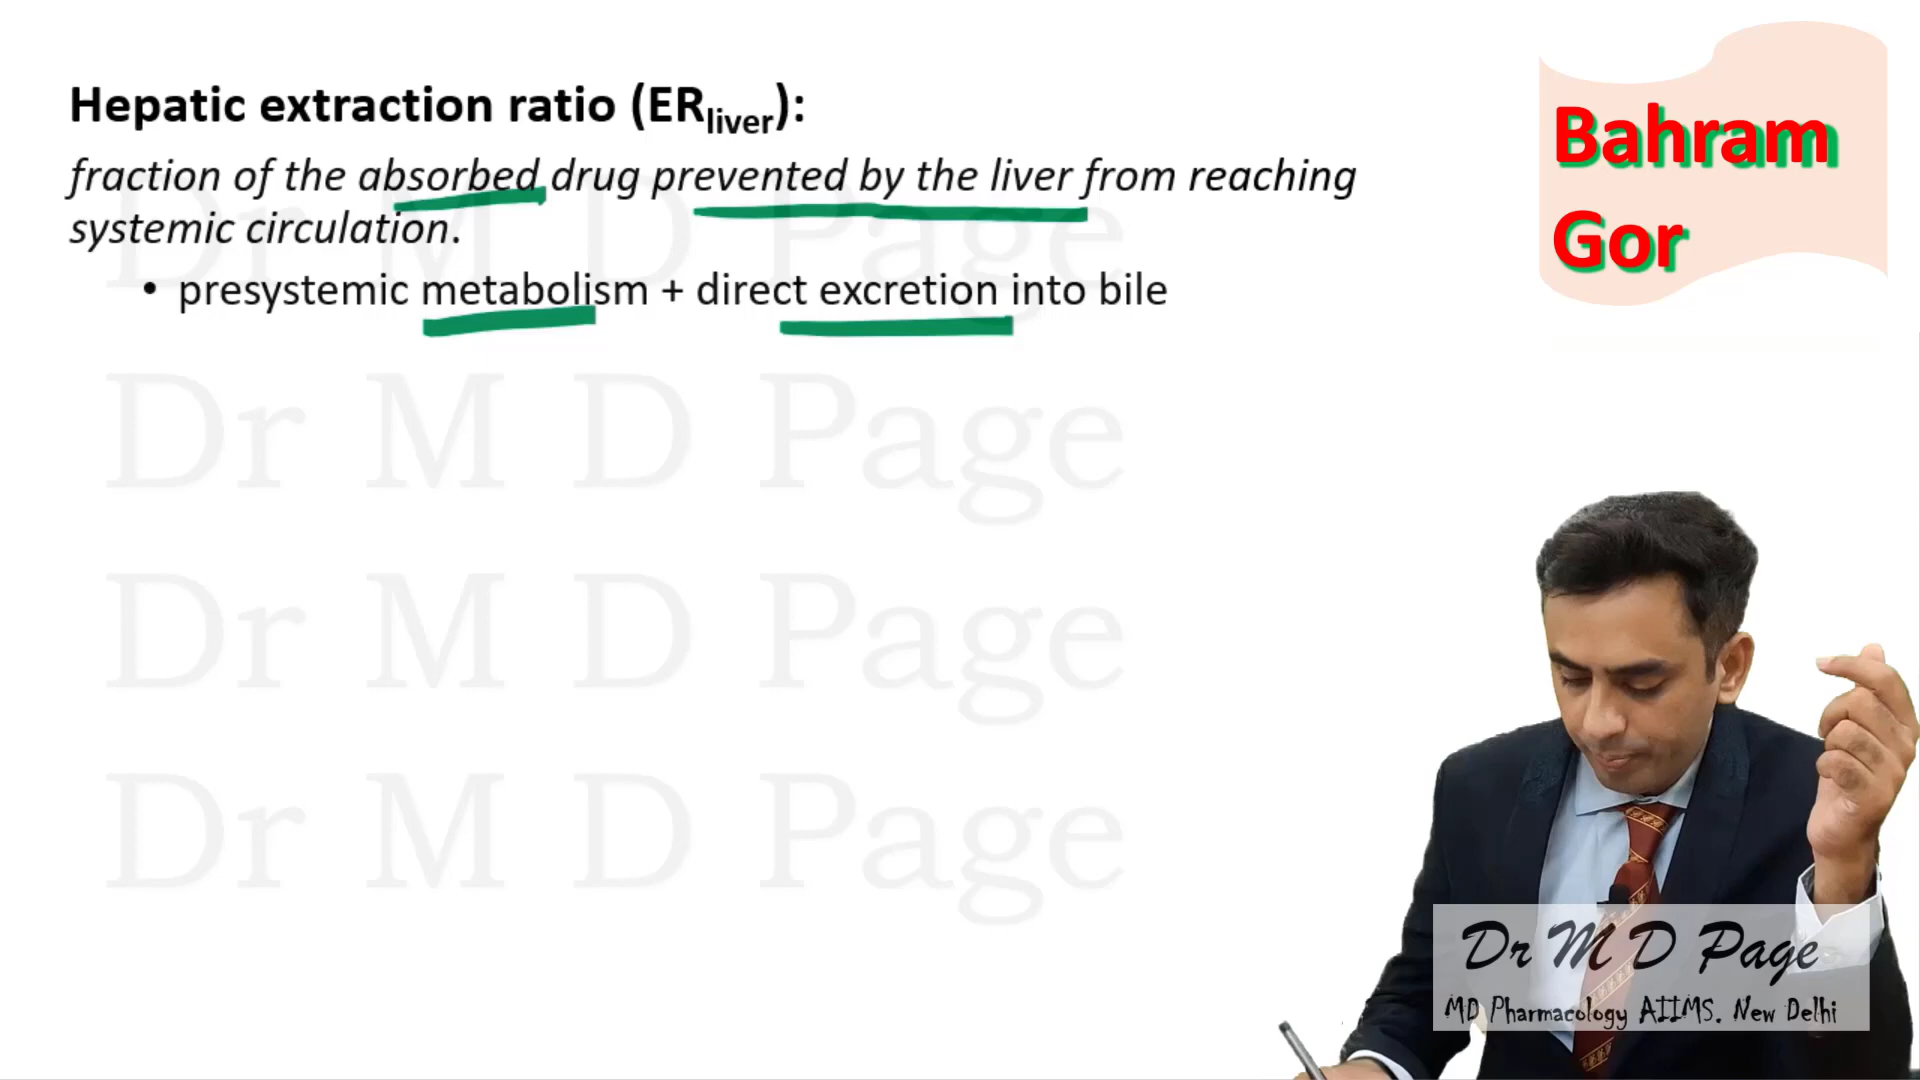 Hepatic extraction ratio (ERliver):
fraction of the absorbed drug prevented by the liver from reaching
systemic circulation.
• presystemic metabolism + direct excretion into bile
Bahram
Gor
Dr M D Page
Dr M D Page
Dr M D Page
Dr M D Page
Dr M D Page
MD Pharmacology AIIMS. New Delhi